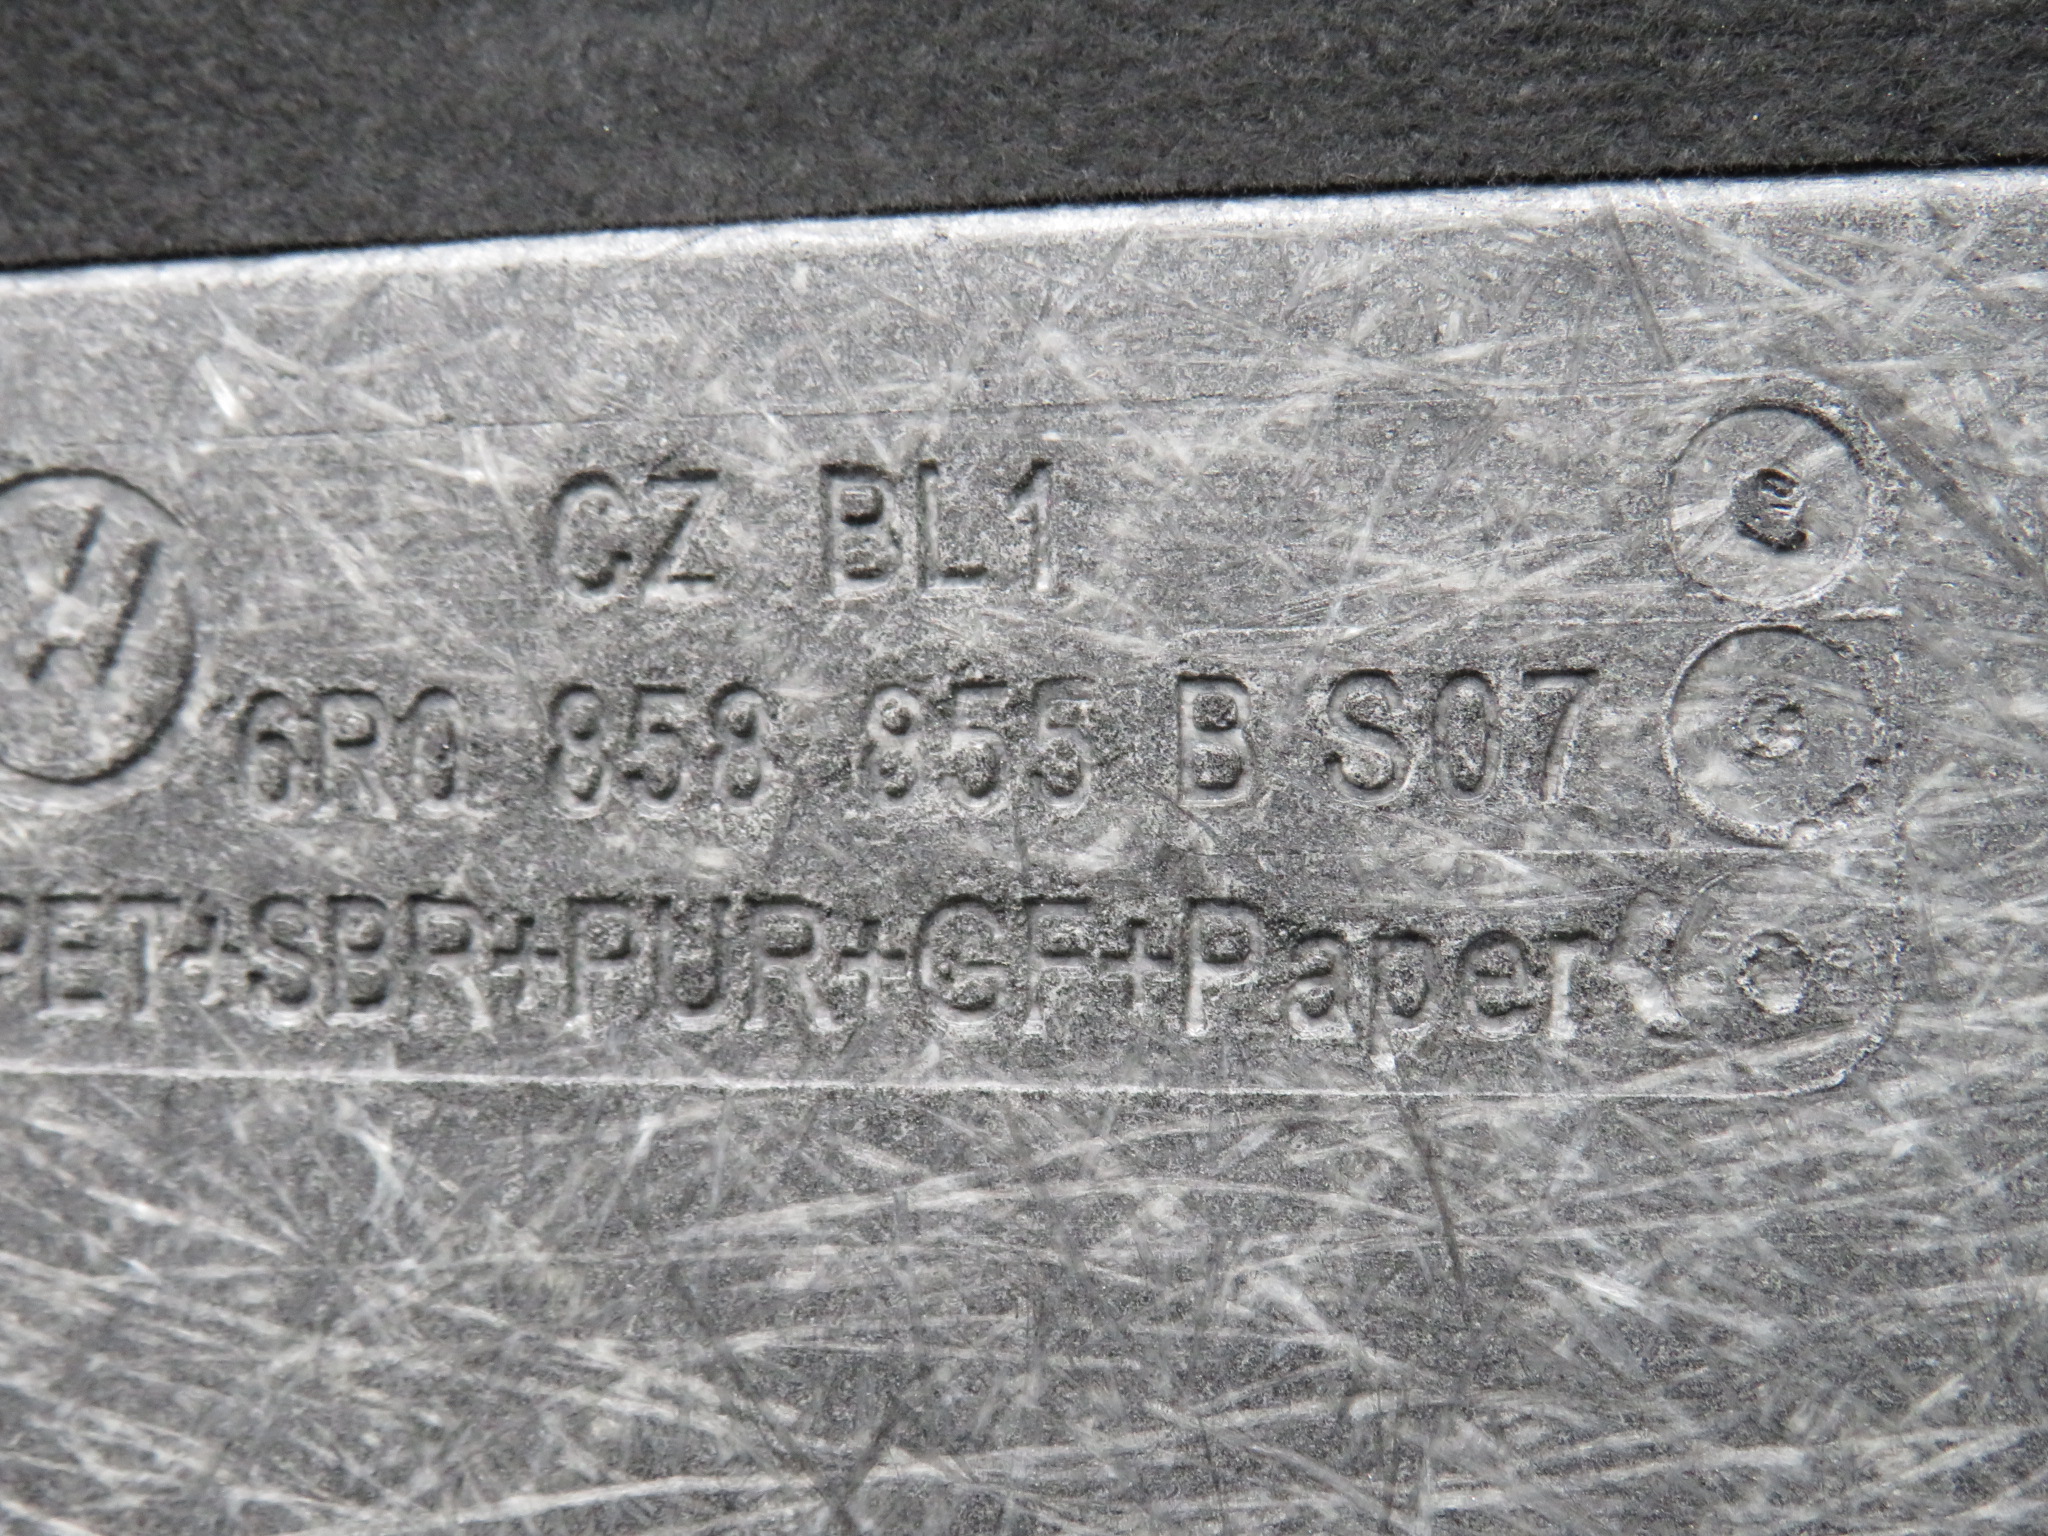 CZ BL1
6R0 858 855 B S07
PET+SBR+PUR+GF+Paper<